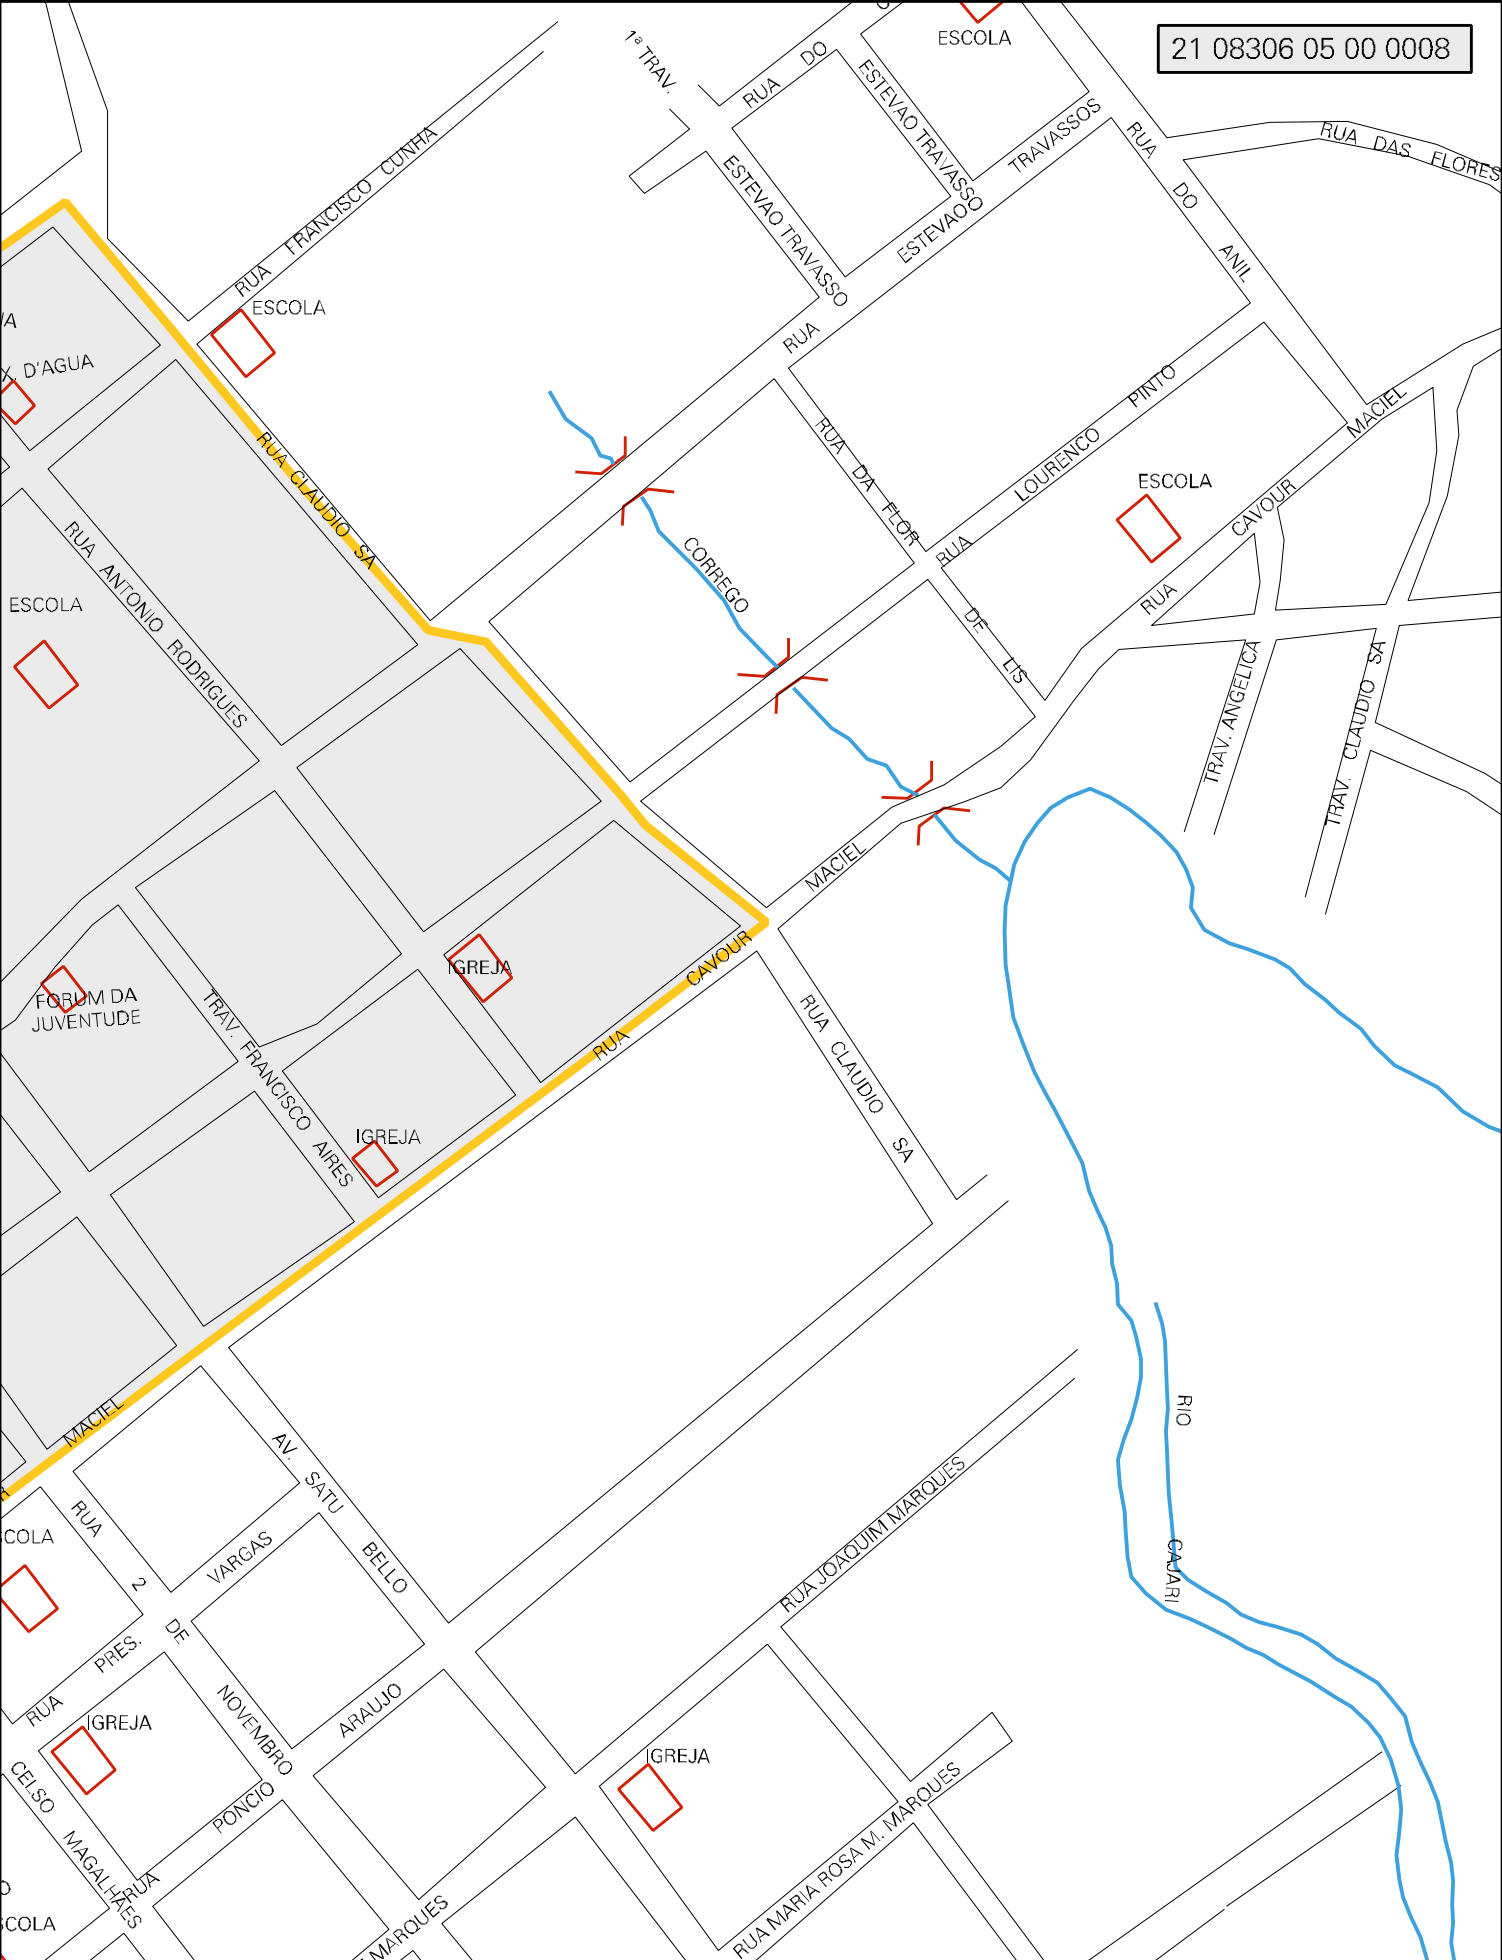 21 08306 05 00 0008
ESCOLA
1ª TRAV.
RUA DO
ESTEVAO TRAVASSO
ESTEVAO TRAVASSO
RUA ESTEVAO TRAVASSOS
RUA DO ANIL
RUA DAS FLORES
RUA FRANCISCO CUNHA
ESCOLA
X. D'AGUA
RUA CLAUDIO SA
RUA ANTONIO RODRIGUES
ESCOLA
CORREGO
RUA DA FLOR DE LIS
RUA LOURENCO PINTO
ESCOLA
RUA CAVOUR MACIEL
TRAV. ANGELICA
TRAV. CLAUDIO SA
MACIEL
IGREJA
FORUM DA
JUVENTUDE
TRAV. FRANCISCO AIRES
IGREJA
RUA CAVOUR
RUA CLAUDIO SA
MACIEL
RIO CAJARI
AV. SATU BELLO
RUA 2 DE NOVEMBRO
RUA PRES. VARGAS
SCOLA
IGREJA
RUA PONCIO ARAUJO
CELSO MAGALHAES
RUA JOAQUIM MARQUES
IGREJA
RUA MARIA ROSA M. MARQUES
MARQUES
SCOLA